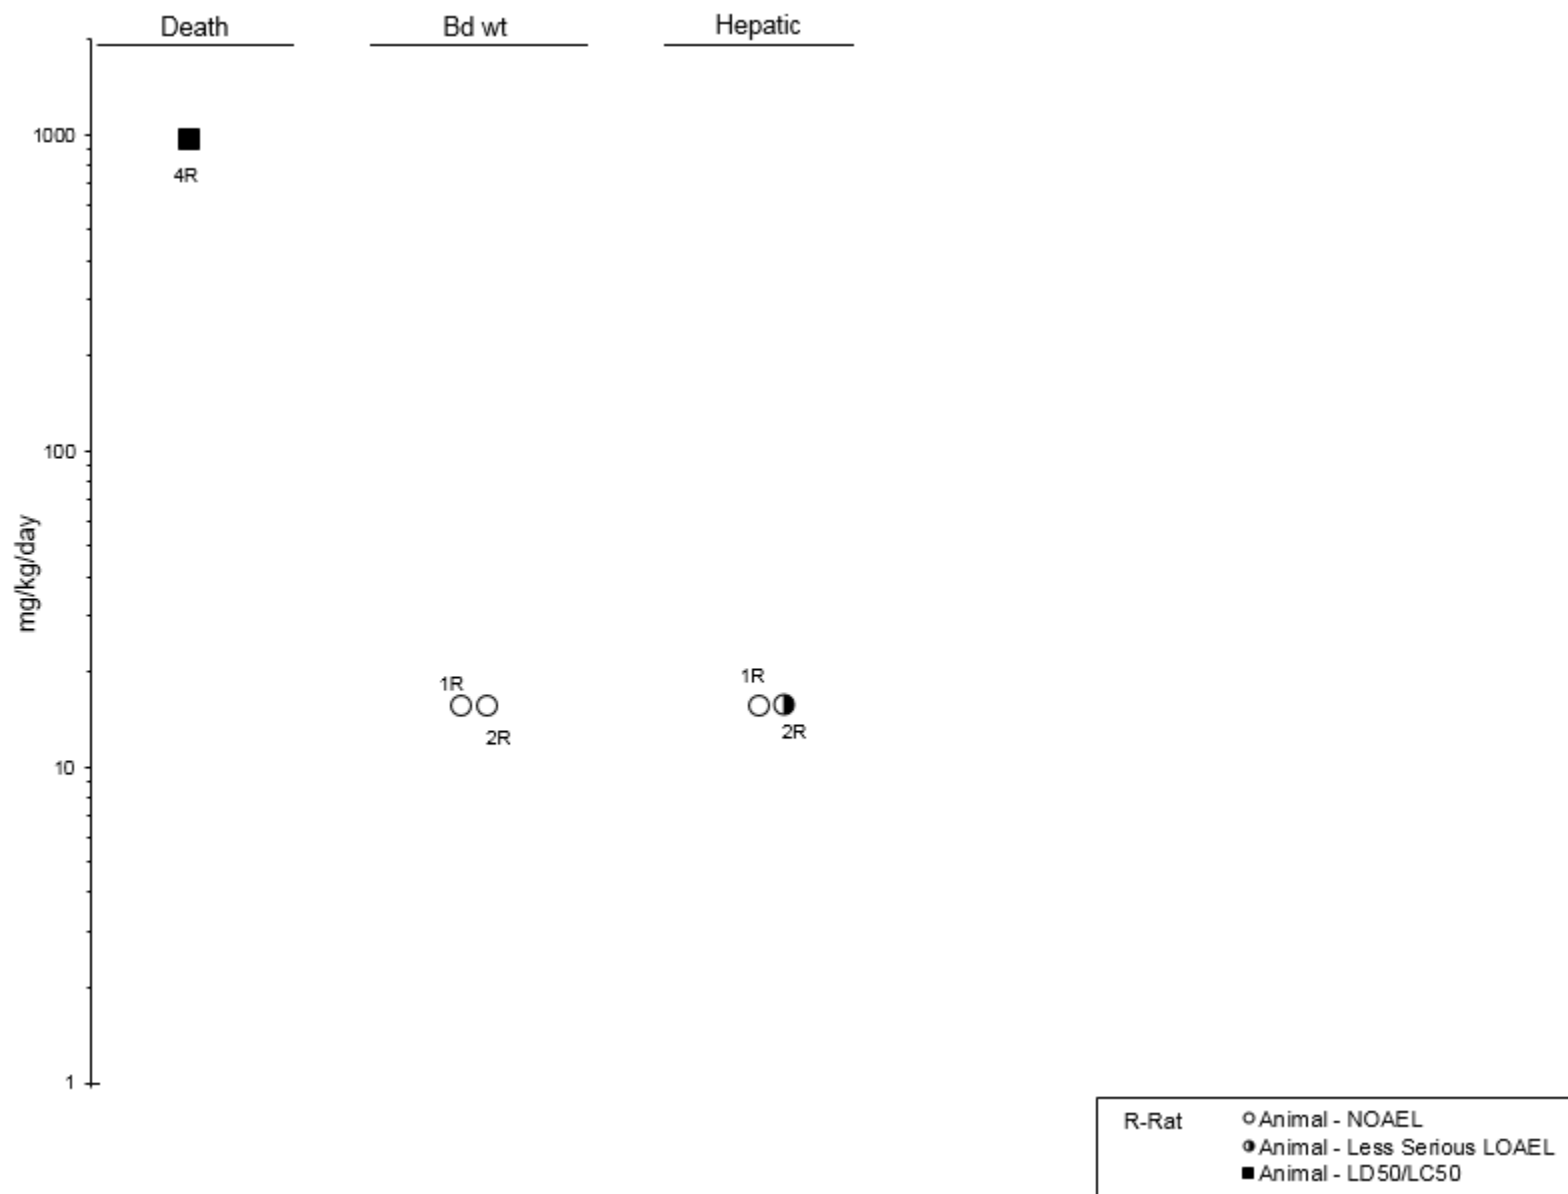 Death Bd wt Hepatic
1000
4R
100
mg/kg/day
1R 1R
2R 2R
10
1
R-Rat Animal - NOAEL
Animal - Less Serious LOAEL
Animal - LD50/LC50